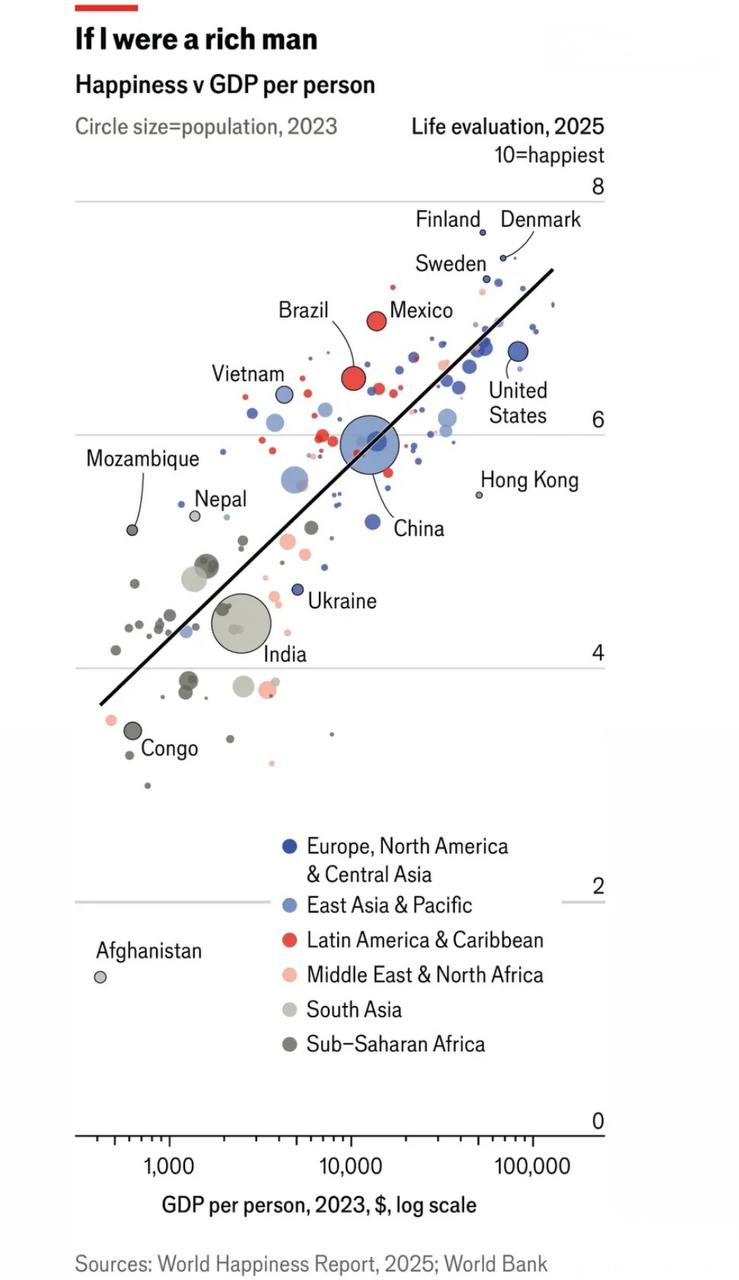 If I were a rich man
Happiness v GDP per person
Circle size=population, 2023
Life evaluation, 2025
10=happiest
8
Finland
Denmark
Sweden
Brazil
Mexico
Vietnam
United
States
6
Mozambique
Hong Kong
Nepal
China
Ukraine
India
4
Congo
Europe, North America
& Central Asia
2
East Asia & Pacific
Latin America & Caribbean
Afghanistan
Middle East & North Africa
South Asia
Sub-Saharan Africa
0
1,000
10,000
100,000
GDP per person, 2023, $, log scale
Sources: World Happiness Report, 2025; World Bank